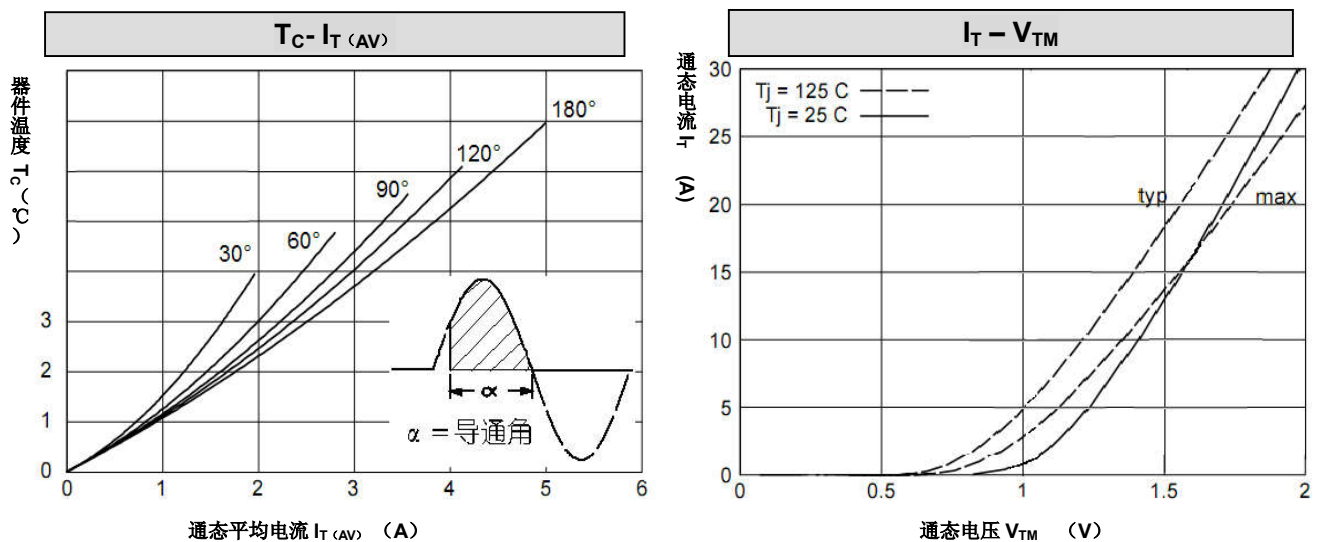 TC- IT（AV）
器件温度 TC（℃）
180°
120°
90°
60°
30°
3
2
1
0
α
α = 导通角
0 1 2 3 4 5 6
通态平均电流 IT（AV） （A）
IT – VTM
通态电流 IT (A)
30
25
20
15
10
5
0
Tj = 125 C
Tj = 25 C
typ
max
0 0.5 1 1.5 2
通态电压 VTM （V）